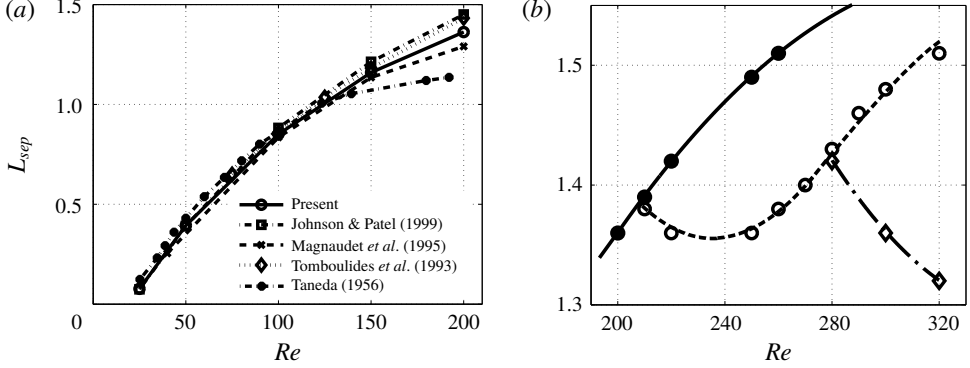 (a)
1.5
1.0
0.5
0
L_sep
50
100
150
200
Re
Present
Johnson & Patel (1999)
Magnaudet et al. (1995)
Tomboulides et al. (1993)
Taneda (1956)
(b)
1.5
1.4
1.3
200
240
280
320
Re